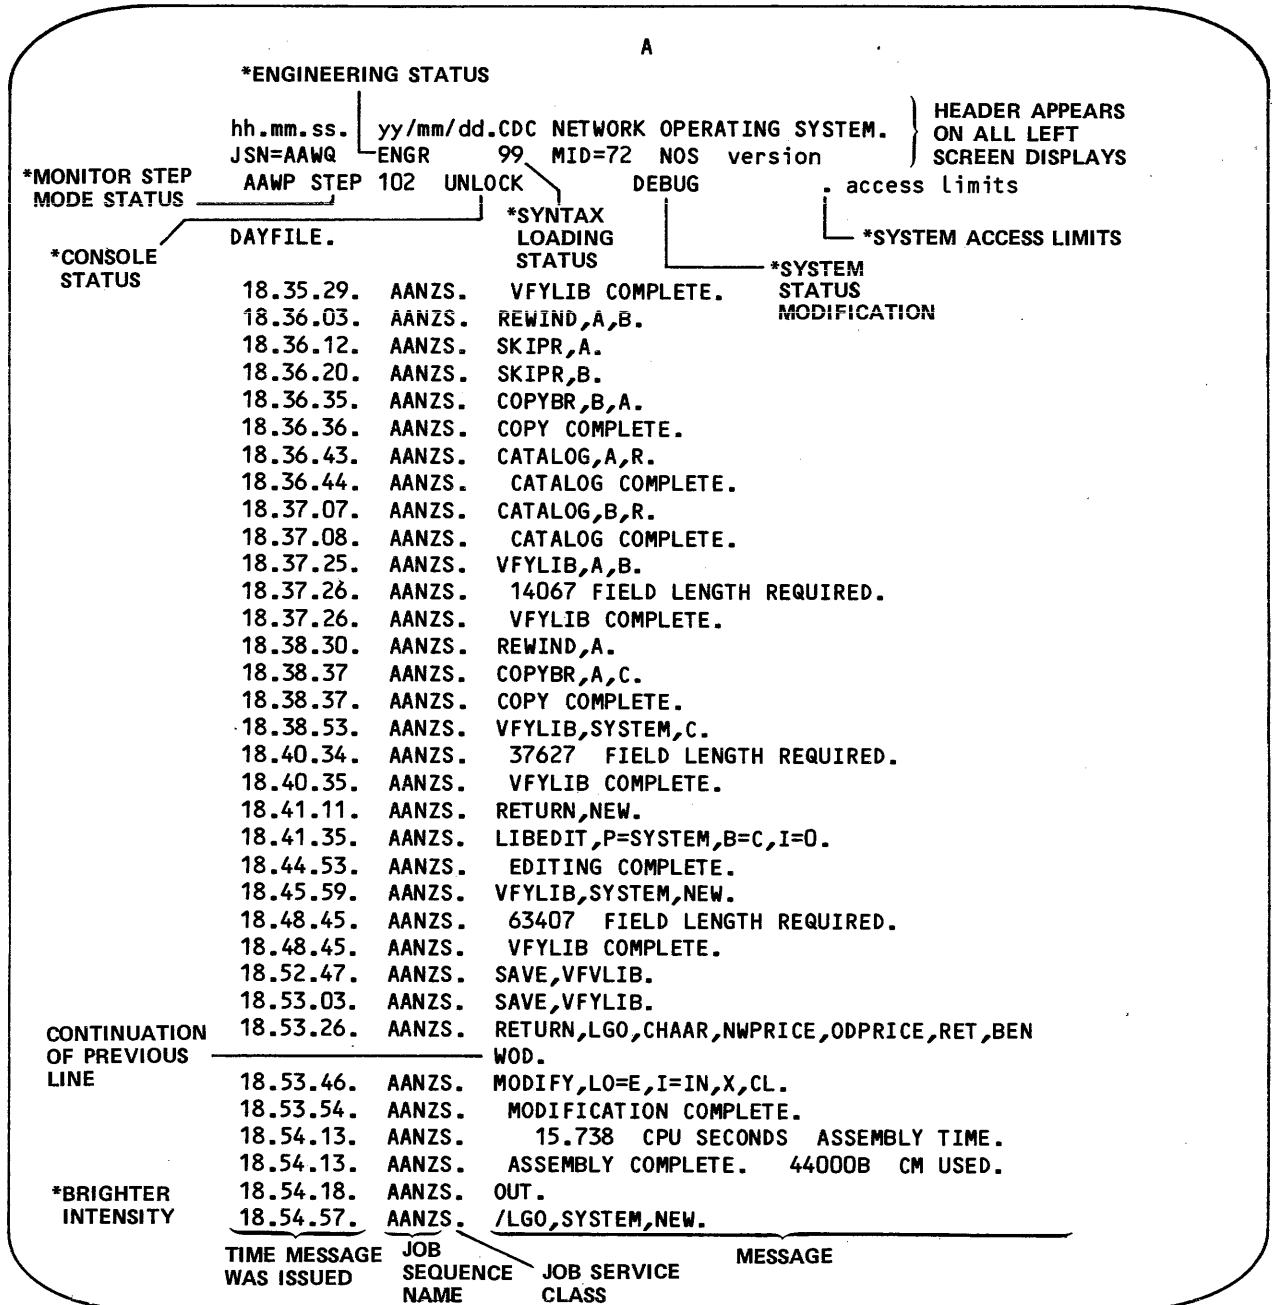 A
*ENGINEERING STATUS
hh.mm.ss. yy/mm/dd.CDC NETWORK OPERATING SYSTEM.
JSN=AAWQ ENGR 99 MID=72 NOS version
HEADER APPEARS
ON ALL LEFT
SCREEN DISPLAYS
*MONITOR STEP
MODE STATUS
AAWP STEP 102 UNLOCK DEBUG . access limits
*CONSOLE
STATUS
DAYFILE.
*SYNTAX
LOADING
STATUS
*SYSTEM ACCESS LIMITS
*SYSTEM
STATUS
MODIFICATION
18.35.29. AANZS. VFYLIB COMPLETE.
18.36.03. AANZS. REWIND,A,B.
18.36.12. AANZS. SKIPR,A.
18.36.20. AANZS. SKIPR,B.
18.36.35. AANZS. COPYBR,B,A.
18.36.36. AANZS. COPY COMPLETE.
18.36.43. AANZS. CATALOG,A,R.
18.36.44. AANZS. CATALOG COMPLETE.
18.37.07. AANZS. CATALOG,B,R.
18.37.08. AANZS. CATALOG COMPLETE.
18.37.25. AANZS. VFYLIB,A,B.
18.37.26. AANZS. 14067 FIELD LENGTH REQUIRED.
18.37.26. AANZS. VFYLIB COMPLETE.
18.38.30. AANZS. REWIND,A.
18.38.37 AANZS. COPYBR,A,C.
18.38.37. AANZS. COPY COMPLETE.
18.38.53. AANZS. VFYLIB,SYSTEM,C.
18.40.34. AANZS. 37627 FIELD LENGTH REQUIRED.
18.40.35. AANZS. VFYLIB COMPLETE.
18.41.11. AANZS. RETURN,NEW.
18.41.35. AANZS. LIBEDIT,P=SYSTEM,B=C,I=0.
18.44.53. AANZS. EDITING COMPLETE.
18.45.59. AANZS. VFYLIB,SYSTEM,NEW.
18.48.45. AANZS. 63407 FIELD LENGTH REQUIRED.
18.48.45. AANZS. VFYLIB COMPLETE.
18.52.47. AANZS. SAVE,VFVLIB.
18.53.03. AANZS. SAVE,VFYLIB.
18.53.26. AANZS. RETURN,LGO,CHAAR,NWPRICE,ODPRICE,RET,BEN
WOD.
CONTINUATION
OF PREVIOUS
LINE
18.53.46. AANZS. MODIFY,LO=E,I=IN,X,CL.
18.53.54. AANZS. MODIFICATION COMPLETE.
18.54.13. AANZS. 15.738 CPU SECONDS ASSEMBLY TIME.
18.54.13. AANZS. ASSEMBLY COMPLETE. 44000B CM USED.
18.54.18. AANZS. OUT.
18.54.57. AANZS. /LGO,SYSTEM,NEW.
*BRIGHTER
INTENSITY
TIME MESSAGE
WAS ISSUED
JOB
SEQUENCE
NAME
JOB SERVICE
CLASS
MESSAGE